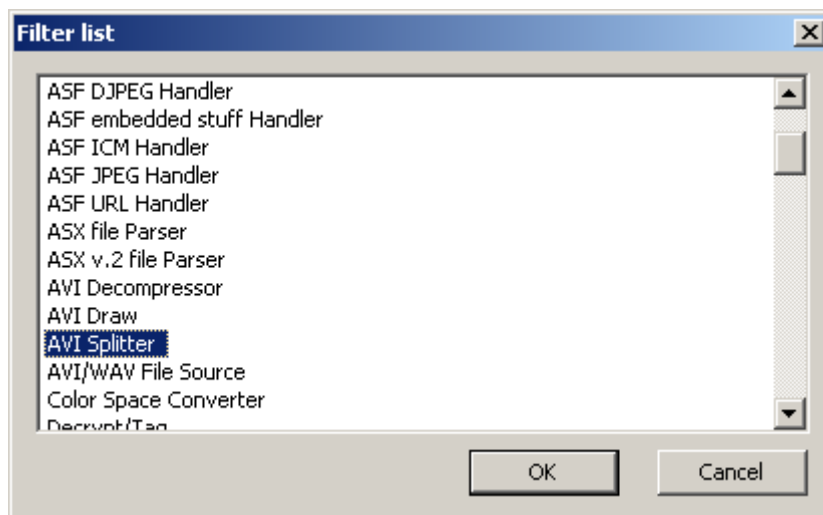 Filter list
ASF DJPEG Handler
ASF embedded stuff Handler
ASF ICM Handler
ASF JPEG Handler
ASF URL Handler
ASX file Parser
ASX v.2 file Parser
AVI Decompressor
AVI Draw
AVI Splitter
AVI/WAV File Source
Color Space Converter
Decrypt/Tag
OK Cancel